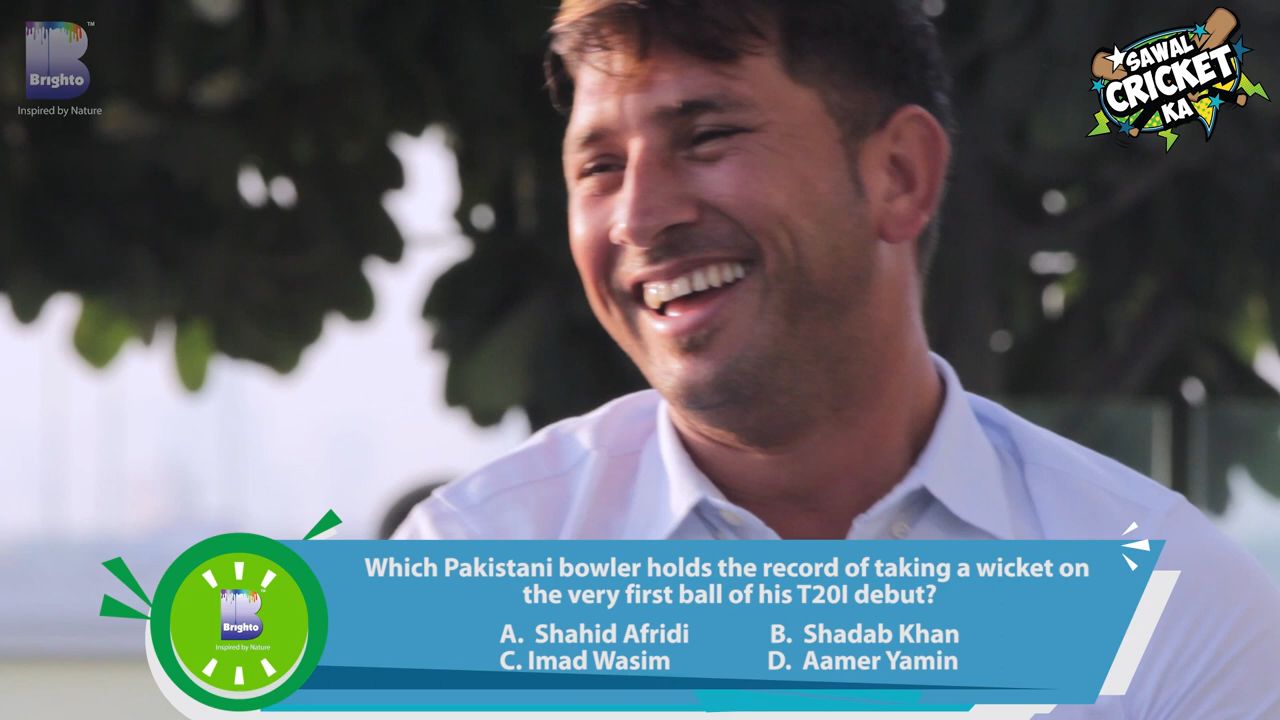 Brighto
TM
Inspired by Nature
SAWAL
CRICKET
KA
Which Pakistani bowler holds the record of taking a wicket on
the very first ball of his T20I debut?
A. Shahid Afridi B. Shadab Khan
C. Imad Wasim D. Aamer Yamin
Brighto
Inspired by Nature